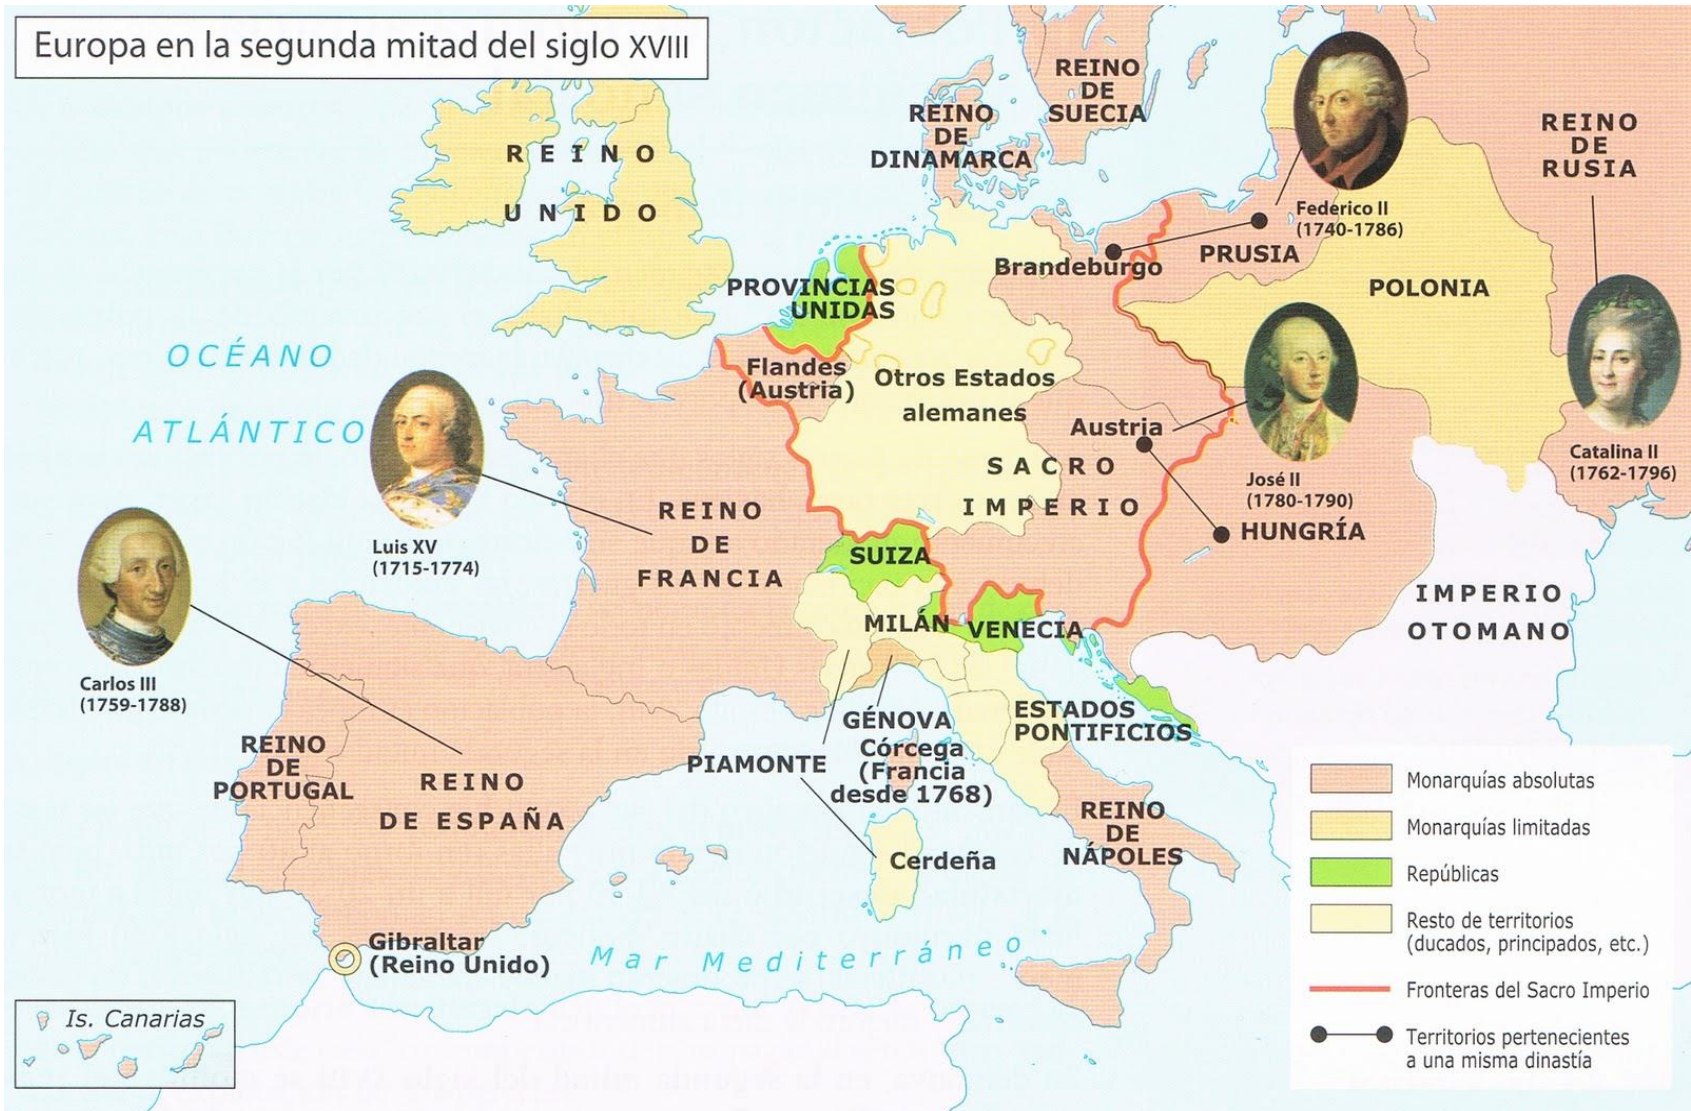 Europa en la segunda mitad del siglo XVIII
REINO
UNIDO
REINO
DE
DINAMARCA
REINO
DE
SUECIA
REINO
DE
RUSIA
Federico II
(1740-1786)
PRUSIA
Brandeburgo
POLONIA
PROVINCIAS
UNIDAS
OCÉANO
ATLÁNTICO
Flandes
(Austria)
Otros Estados
alemanes
Austria
SACRO
IMPERIO
José II
(1780-1790)
HUNGRÍA
Catalina II
(1762-1796)
Luis XV
(1715-1774)
REINO
DE
FRANCIA
SUIZA
MILÁN
VENECIA
IMPERIO
OTOMANO
Carlos III
(1759-1788)
REINO
DE
PORTUGAL
REINO
DE ESPAÑA
PIAMONTE
GÉNOVA
Córcega
(Francia
desde 1768)
ESTADOS
PONTIFICIOS
REINO
DE
NÁPOLES
Cerdeña
Gibraltar
(Reino Unido)
Mar Mediterráneo
Is. Canarias
Monarquías absolutas
Monarquías limitadas
Repúblicas
Resto de territorios
(ducados, principados, etc.)
Fronteras del Sacro Imperio
Territorios pertenecientes
a una misma dinastía